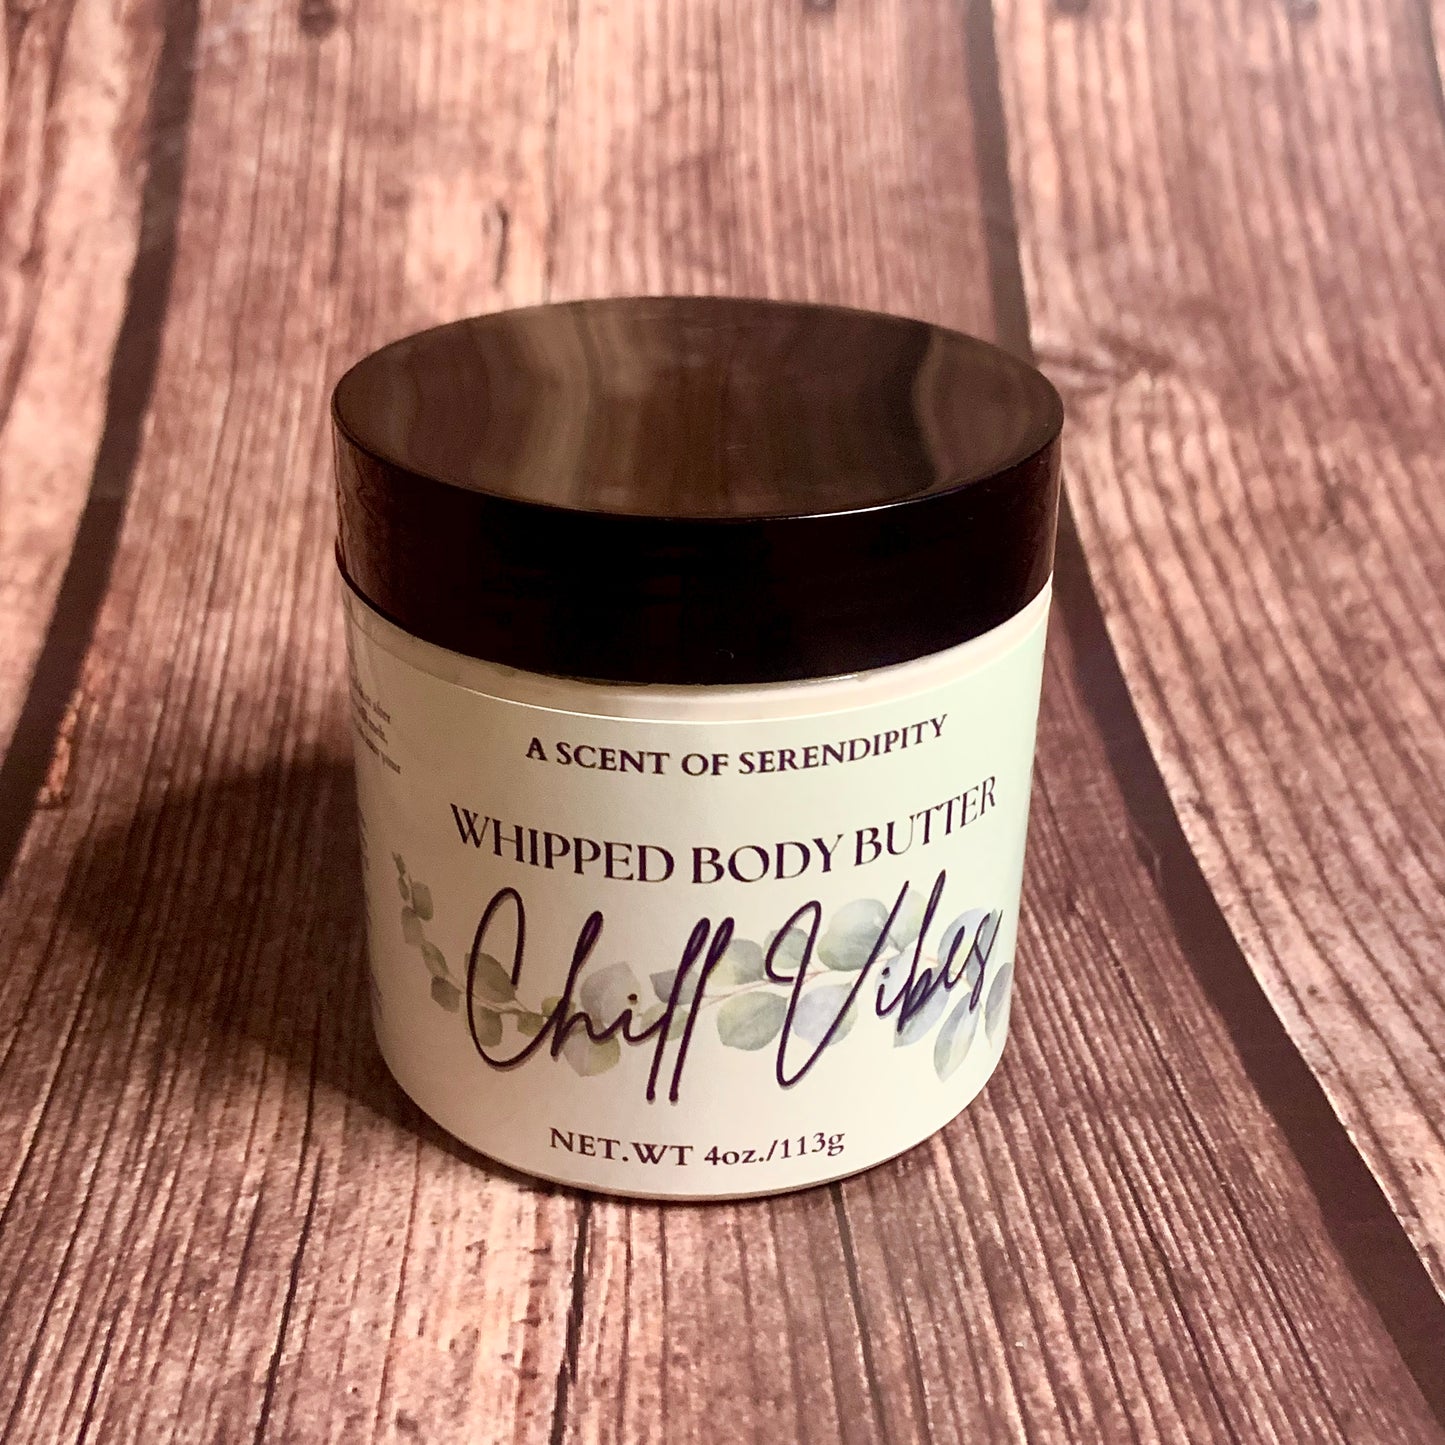 A SCENT OF SERENDIPITY
WHIPPED BODY BUTTER
Chill Vibes
NET.WT 4oz./113g